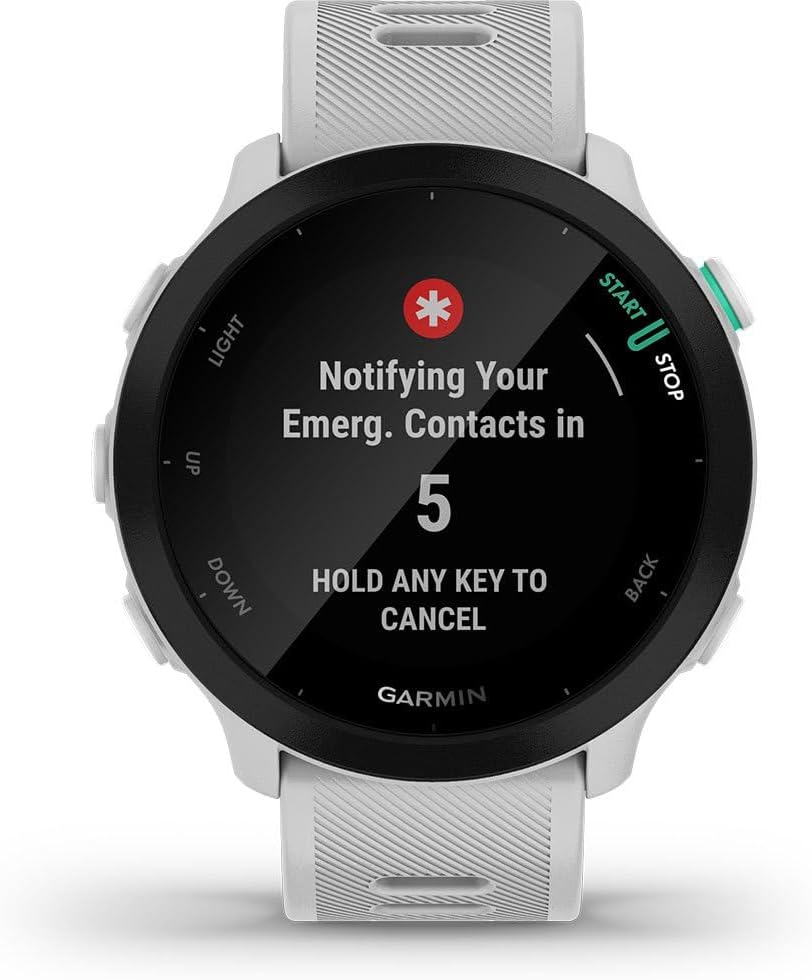 START
STOP
LIGHT
Notifying Your
Emerg. Contacts in
UP
5
HOLD ANY KEY TO
CANCEL
DOWN
BACK
GARMIN